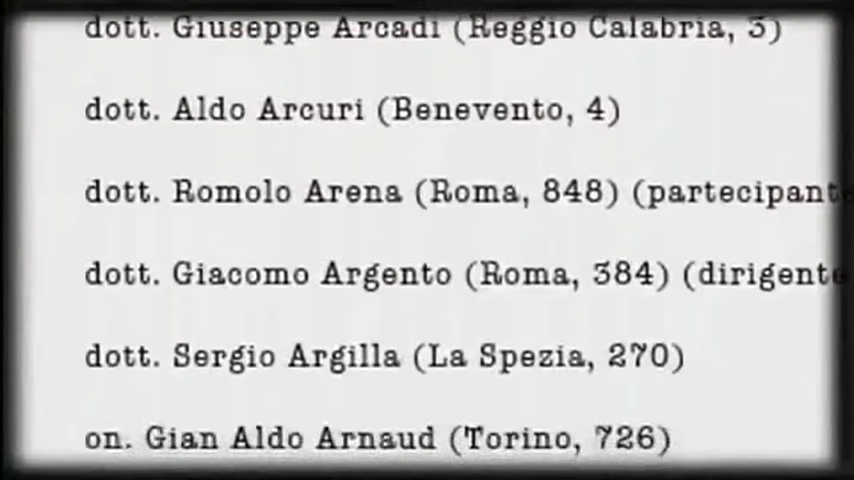 dott. Giuseppe Arcadi (Reggio Calabria, 3)
dott. Aldo Arcuri (Benevento, 4)
dott. Romolo Arena (Roma, 848) (partecipante
dott. Giacomo Argento (Roma, 384) (dirigente
dott. Sergio Argilla (La Spezia, 270)
on. Gian Aldo Arnaud (Torino, 726)